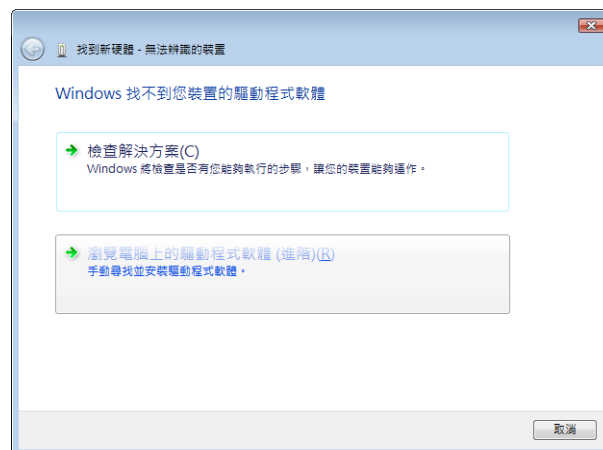 找到新硬體 - 無法辨識的裝置
Windows 找不到您裝置的驅動程式軟體
檢查解決方案(C)
Windows 將檢查是否有您能夠執行的步驟，讓您的裝置能夠運作。
瀏覽電腦上的驅動程式軟體 (進階)(R)
手動尋找並安裝驅動程式軟體。
取消